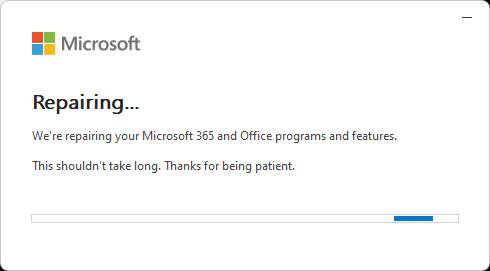 Microsoft
Repairing...
We're repairing your Microsoft 365 and Office programs and features.
This shouldn't take long. Thanks for being patient.